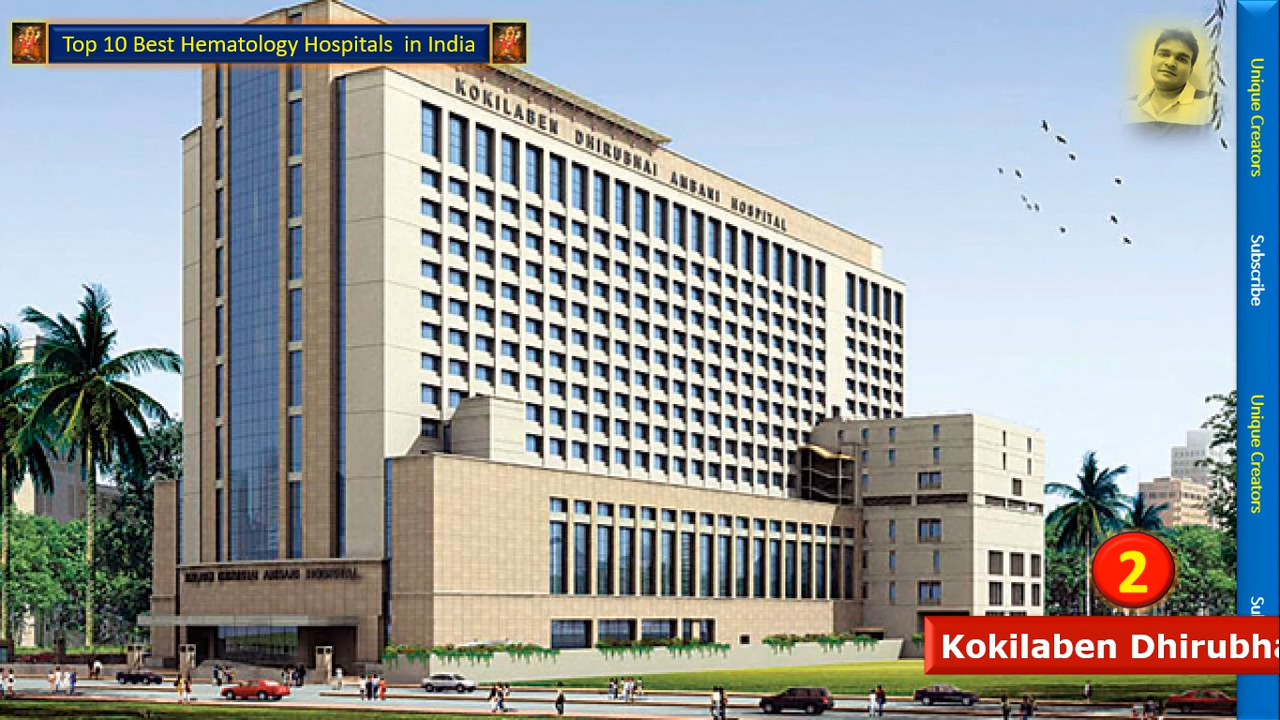 Top 10 Best Hematology Hospitals in India
KOKILABEN DHIRUBHAI AMBANI HOSPITAL
Unique Creators
Subscribe
Unique Creators
Su
2
Kokilaben Dhirubha